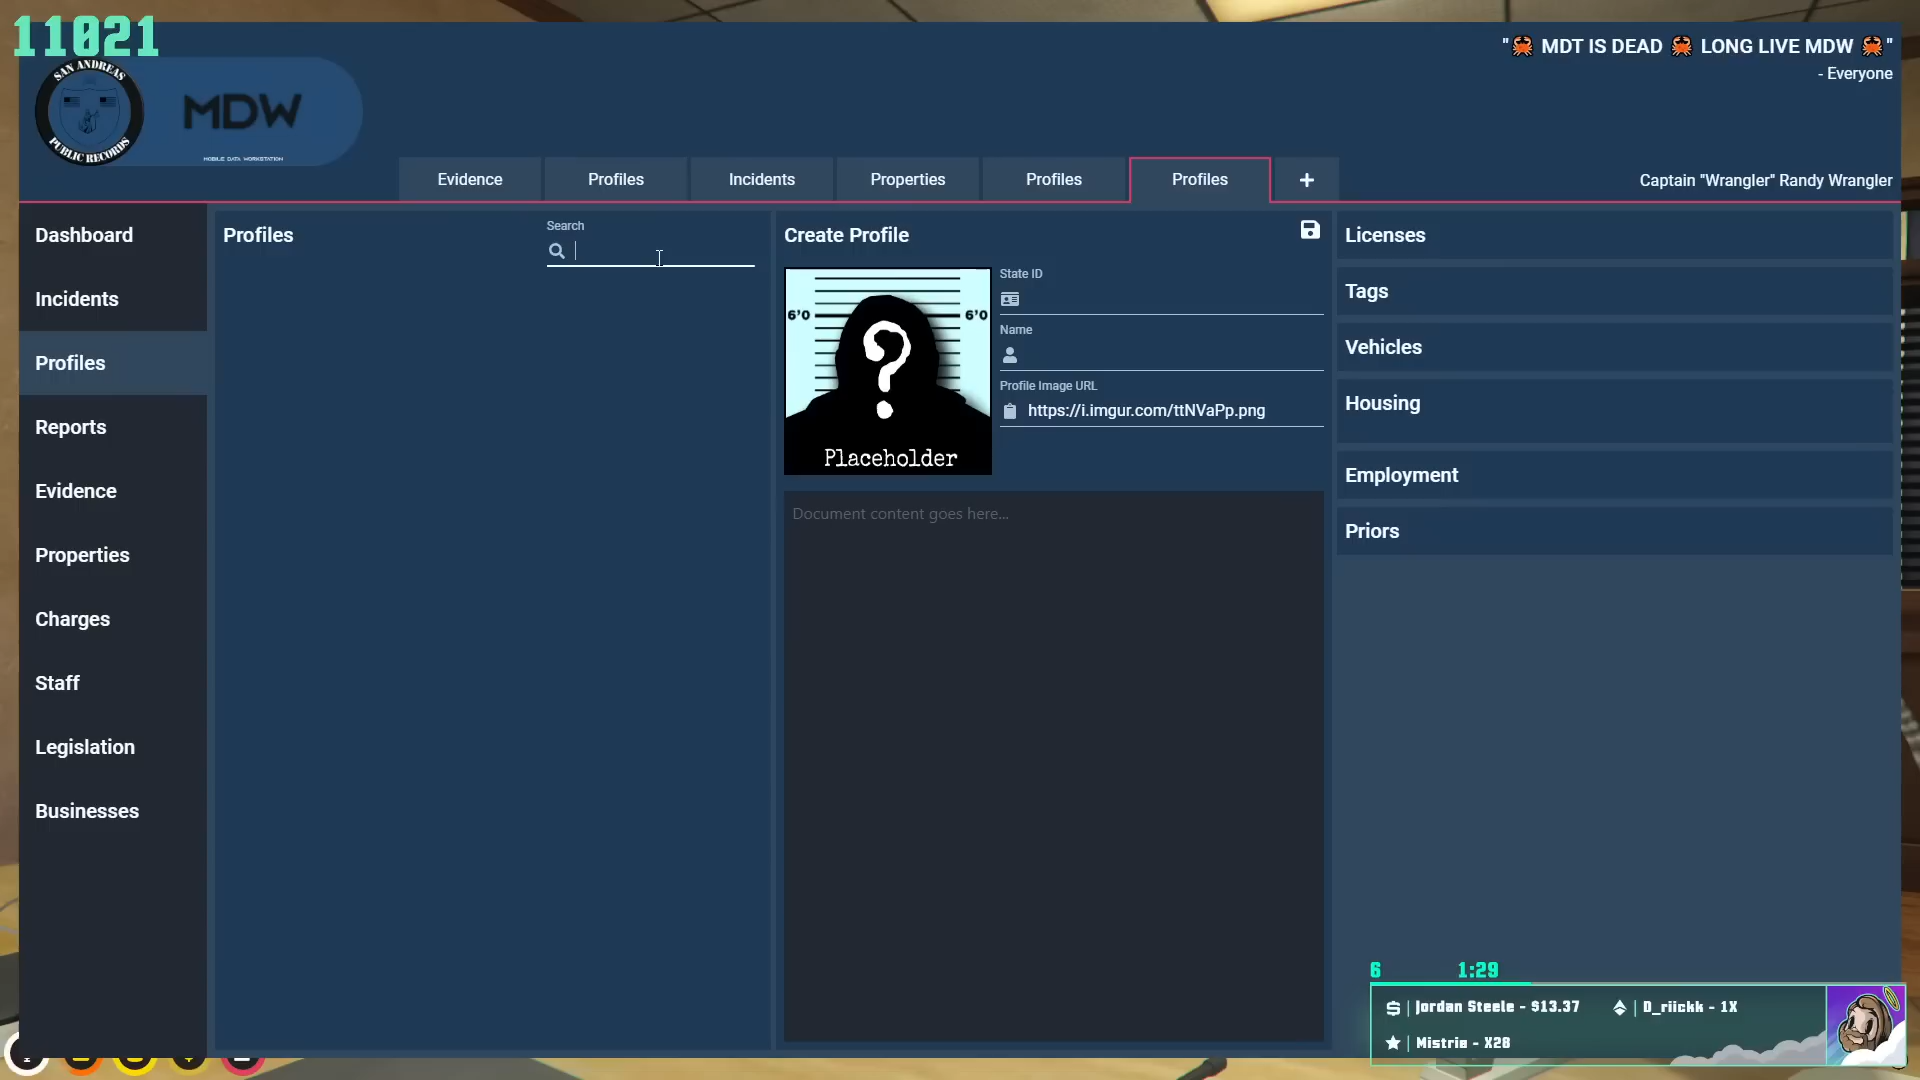 11021
"🦀 MDT IS DEAD 🦀 LONG LIVE MDW 🦀"
- Everyone
SAN ANDREAS
PUBLIC RECORDS
MDW
MOBILE DATA WORKSTATION
Evidence
Profiles
Incidents
Properties
Profiles
Profiles
+
Captain "Wrangler" Randy Wrangler
Dashboard
Incidents
Profiles
Reports
Evidence
Properties
Charges
Staff
Legislation
Businesses
Profiles
Search
Create Profile
6'0
6'0
?
Placeholder
State ID
Name
Profile Image URL
https://i.imgur.com/ttNVaPp.png
Document content goes here...
Licenses
Tags
Vehicles
Housing
Employment
Priors
6 1:29
$ | Jordan Steele - $13.37
| D_riickk - 1X
★ | Mistria - X28